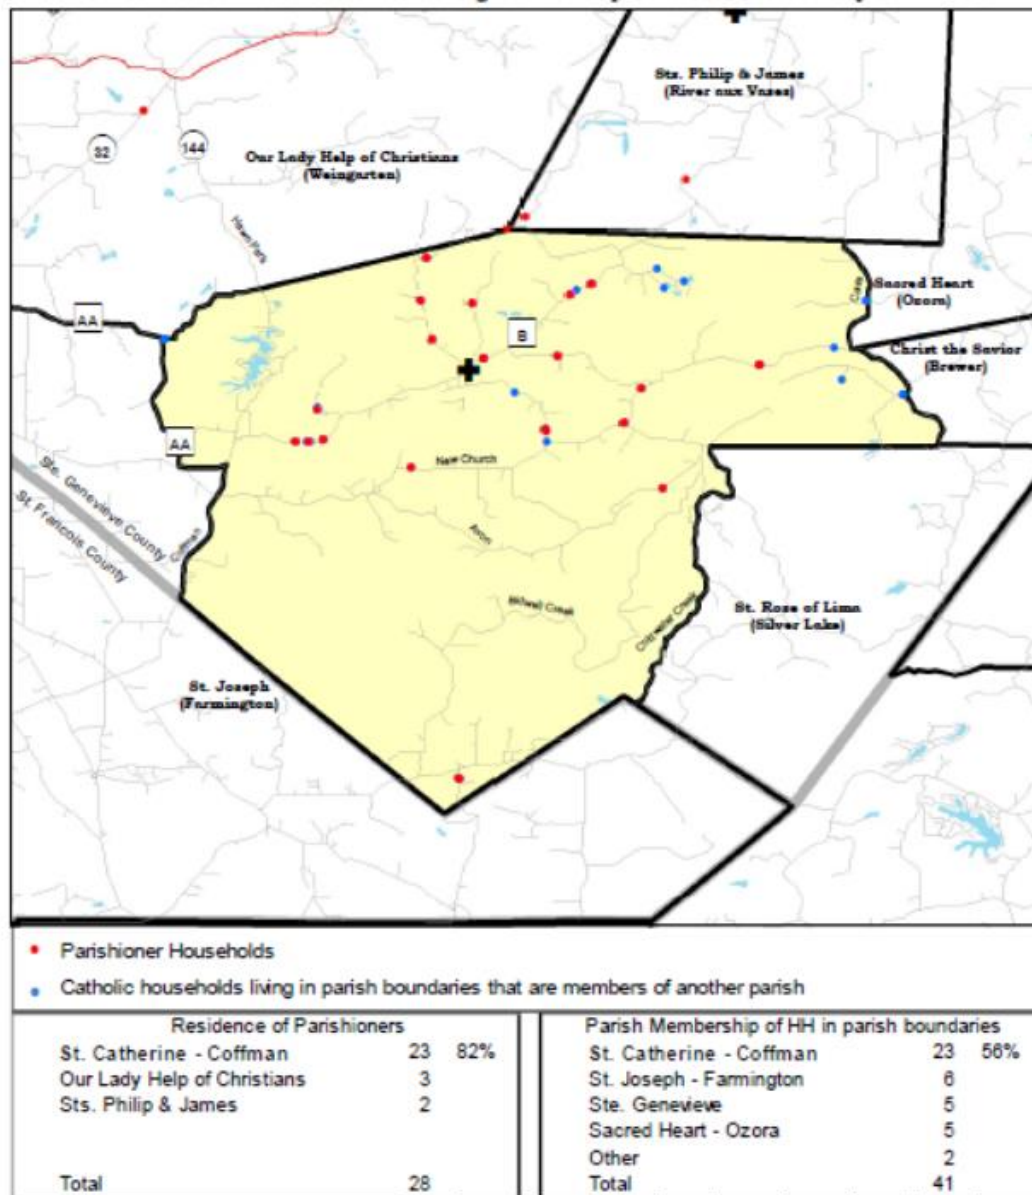 Sts. Philip & James
(River aux Vases)
32
144
Our Lady Help of Christians
(Weingarten)
Hawn Park
Sacred Heart
(Ozora)
AA
B
Christ the Savior
(Brewer)
AA
New Church
Ste. Genevieve County
St. Francois County
Coffman
Avon
St. Rose of Lima
(Silver Lake)
St. Joseph
(Farmington)
Parishioner Households
Catholic households living in parish boundaries that are members of another parish
Residence of Parishioners
St. Catherine - Coffman 23 82%
Our Lady Help of Christians 3
Sts. Philip & James 2
Total 28
Parish Membership of HH in parish boundaries
St. Catherine - Coffman 23 56%
St. Joseph - Farmington 6
Ste. Genevieve 5
Sacred Heart - Ozora 5
Other 2
Total 41